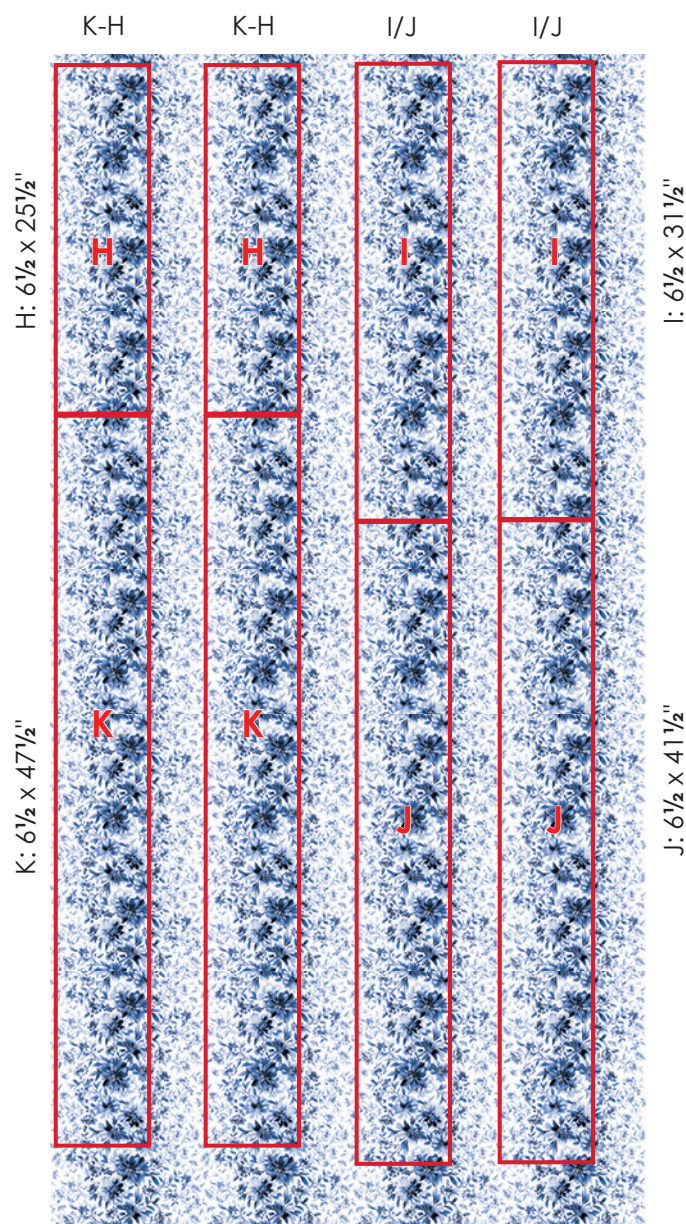 K-H K-H I/J I/J
H: 6½ x 25½"
I: 6½ x 31½"
H H I I
K K
J J
K: 6½ x 47½"
J: 6½ x 41½"